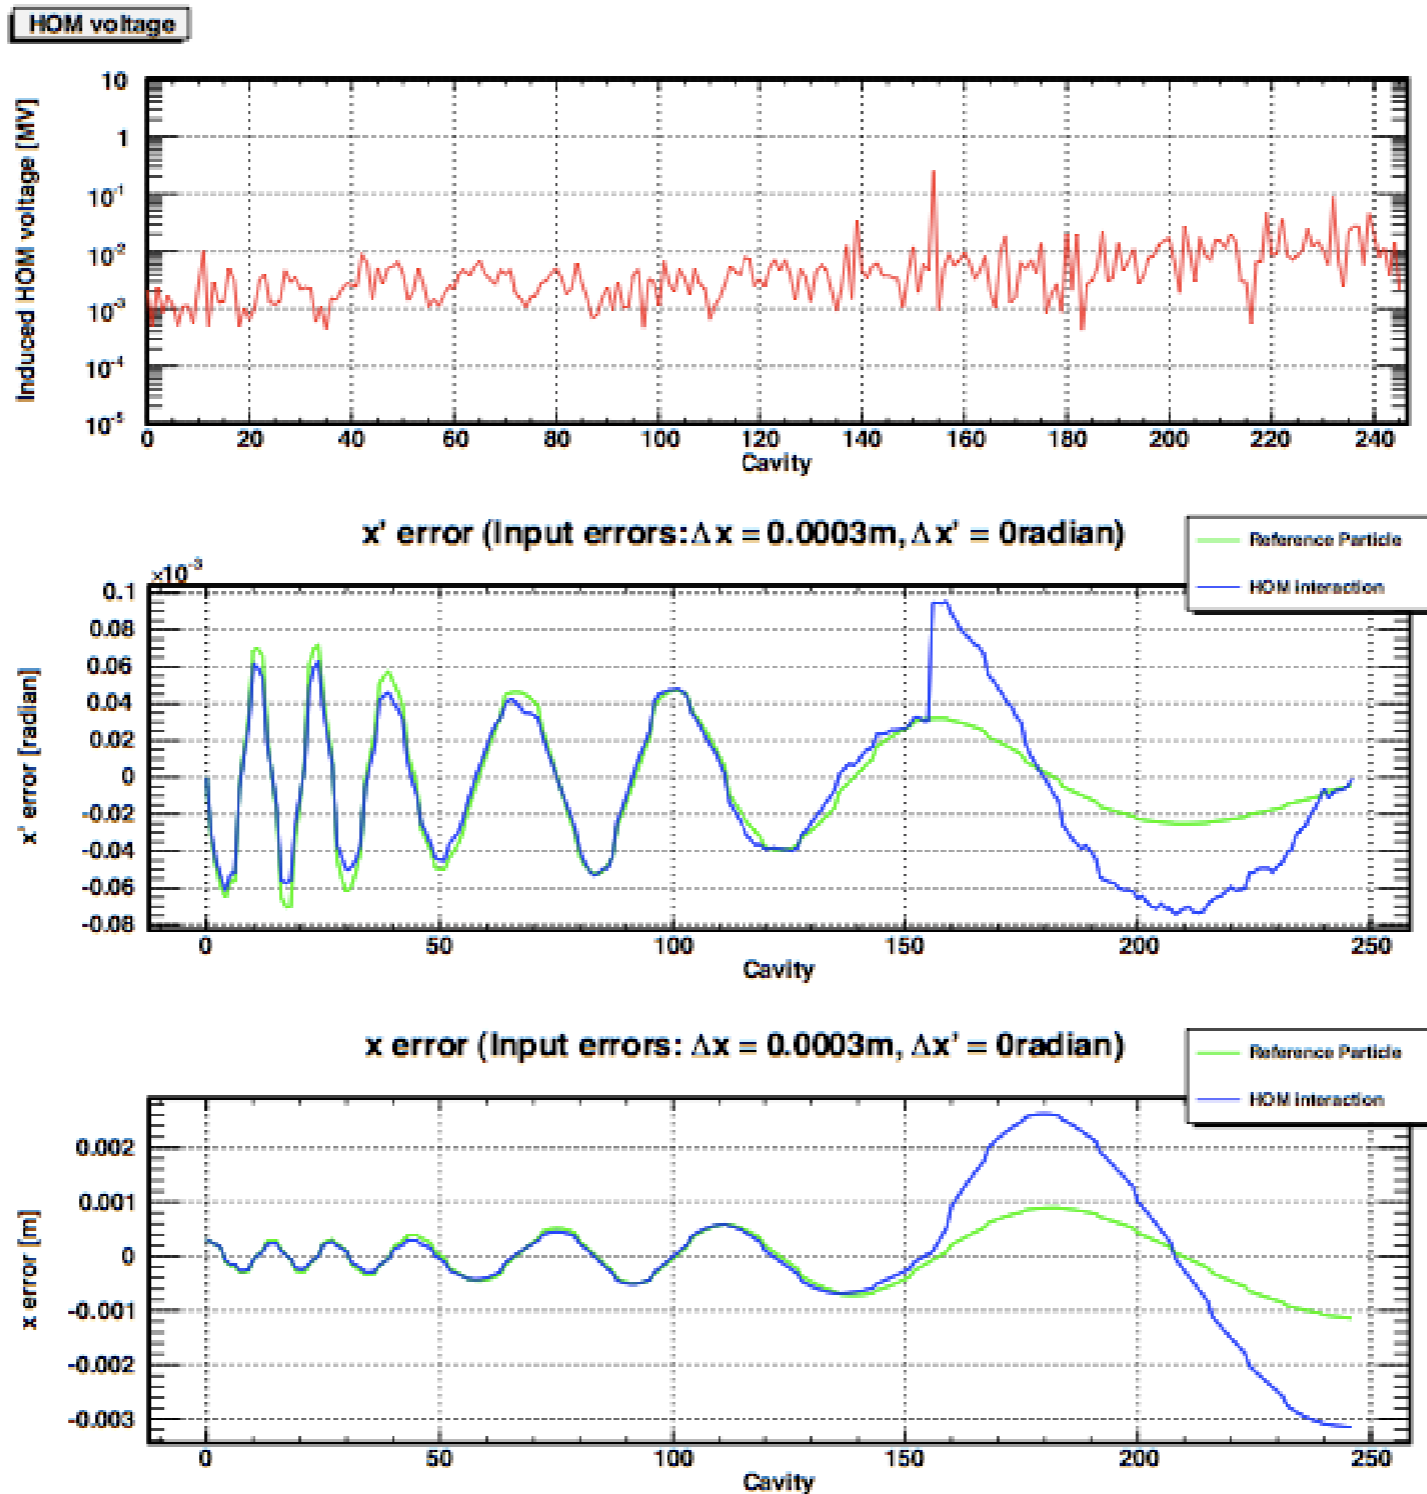 HOM voltage
Induced HOM voltage [MV]
10
1
10⁻¹
10⁻²
10⁻³
10⁻⁴
10⁻⁵
0 20 40 60 80 100 120 140 160 180 200 220 240
Cavity
x' error (Input errors:Δx = 0.0003m, Δx' = 0radian)
Reference Particle
HOM interaction
×10⁻³
x' error [radian]
0.1
0.08
0.06
0.04
0.02
0
-0.02
-0.04
-0.06
-0.08
0 50 100 150 200 250
Cavity
x error (Input errors: Δx = 0.0003m, Δx' = 0radian)
Reference Particle
HOM interaction
x error [m]
0.002
0.001
0
-0.001
-0.002
-0.003
0 50 100 150 200 250
Cavity